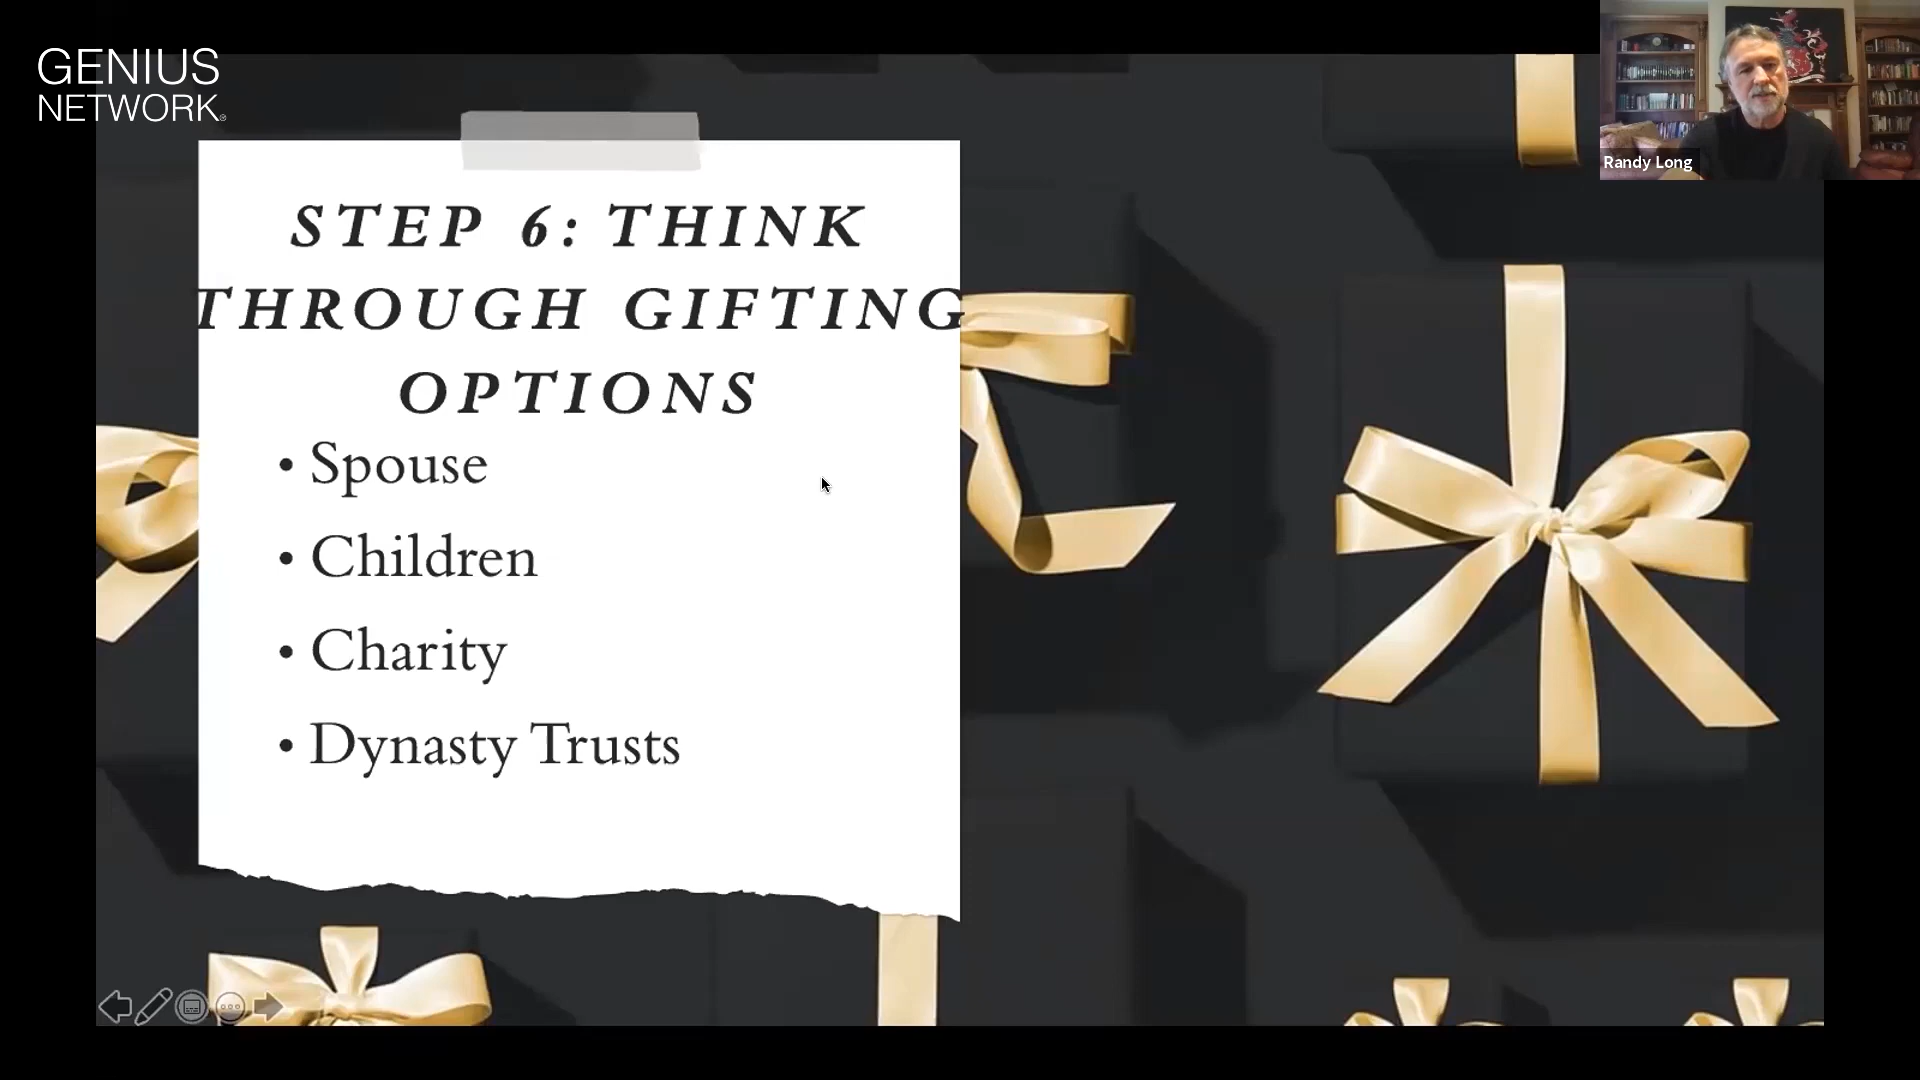 GENIUS
NETWORK®
Randy Long
STEP 6: THINK
THROUGH GIFTING
OPTIONS
• Spouse
• Children
• Charity
• Dynasty Trusts